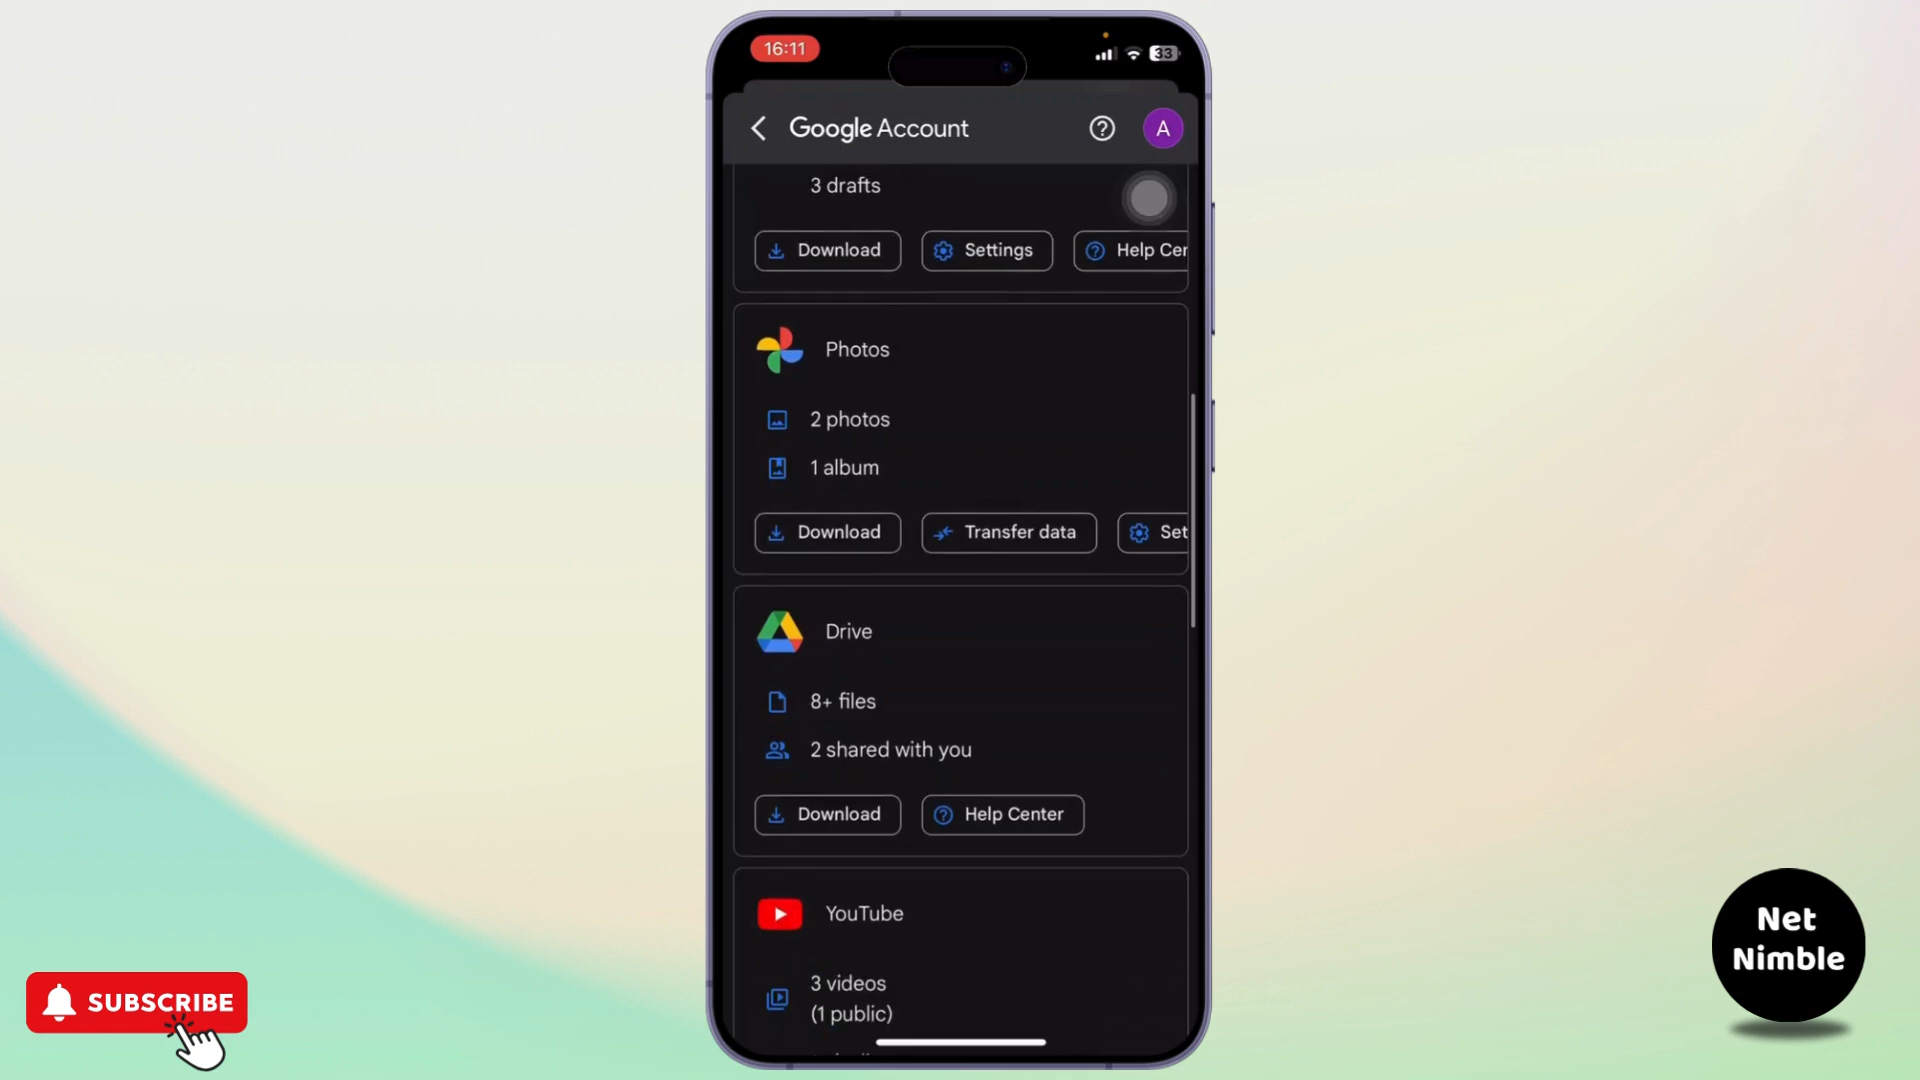 16:11
33
Google Account
A
3 drafts
Download
Settings
Help Cer
Photos
2 photos
1 album
Download
Transfer data
Set
Drive
8+ files
2 shared with you
Download
Help Center
YouTube
3 videos
(1 public)
SUBSCRIBE
Net
Nimble